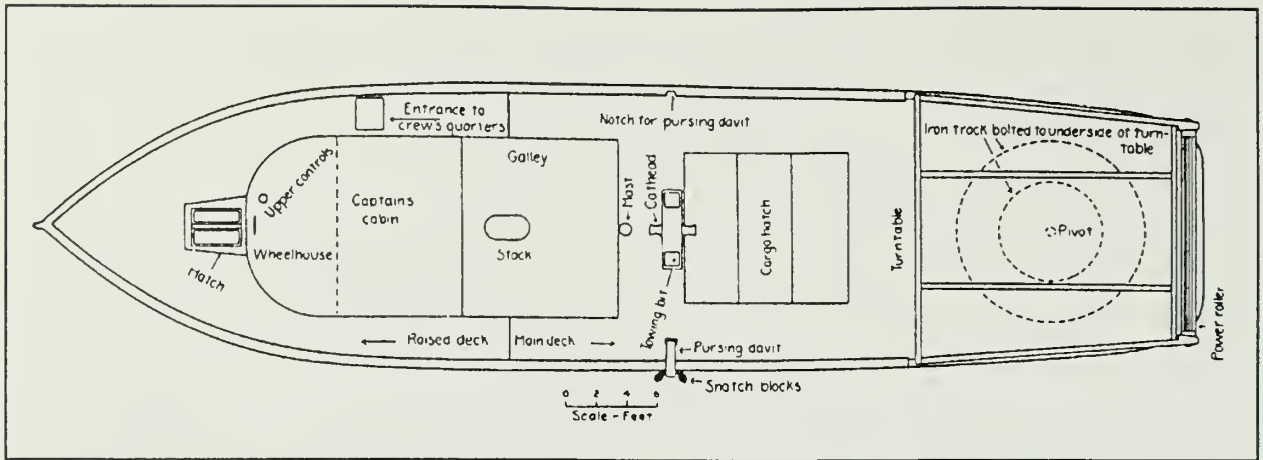 Entrance to
crew's quarters
Notch for pursing davit
Iron track bolted to underside of turn-
table
Upper controls
Galley
Captains
cabin
Mast
Cathead
Cargo hatch
Turntable
Pivot
Wheelhouse
Stack
Hatch
Towing bit
Power roller
Raised deck
Main deck
Pursing davit
Snatch blocks
0 2 4 6
Scale - Feet